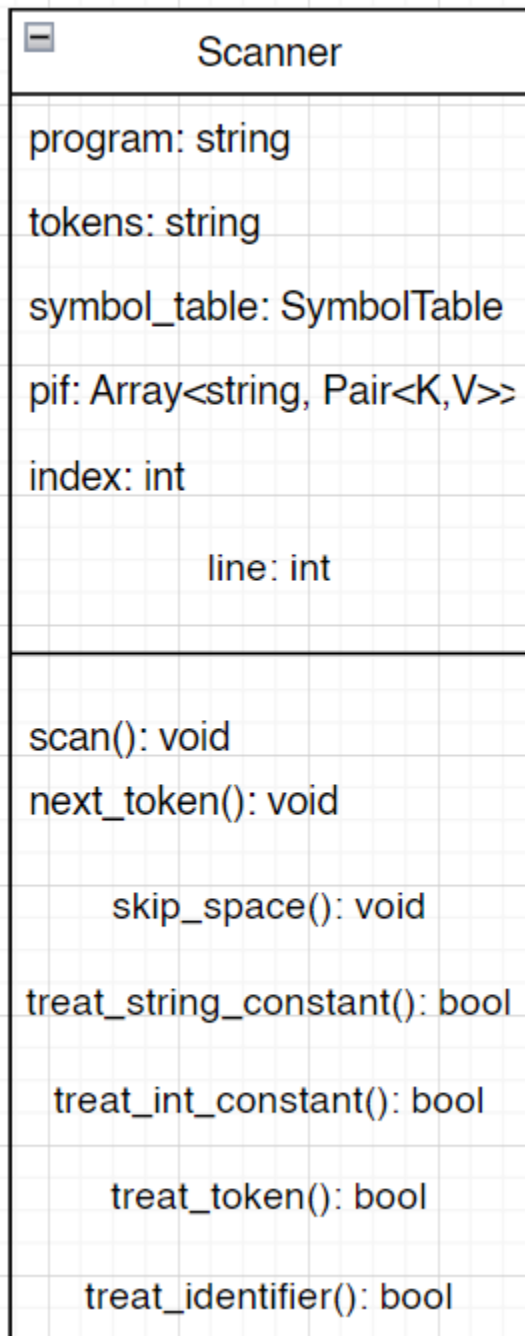 Scanner
program: string
tokens: string
symbol_table: SymbolTable
pif: Array<string, Pair<K,V>>
index: int
line: int
scan(): void
next_token(): void
skip_space(): void
treat_string_constant(): bool
treat_int_constant(): bool
treat_token(): bool
treat_identifier(): bool